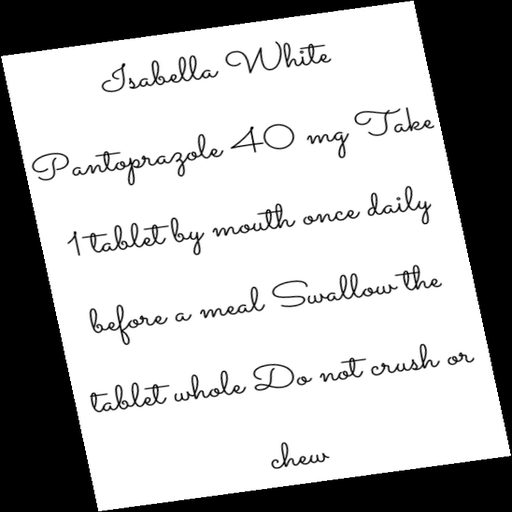 Isabella White
Pantoprazole 40 mg Take
1 tablet by mouth once daily
before a meal Swallow the
tablet whole Do not crush or
chew